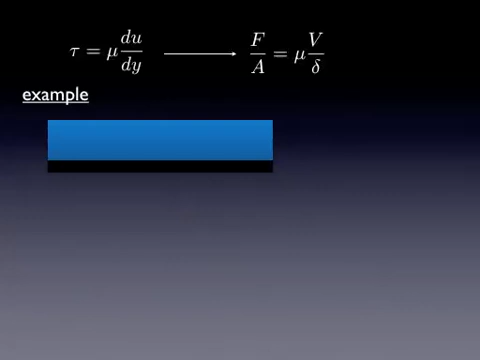 τ = μ du/dy → F/A = μ V/δ
example